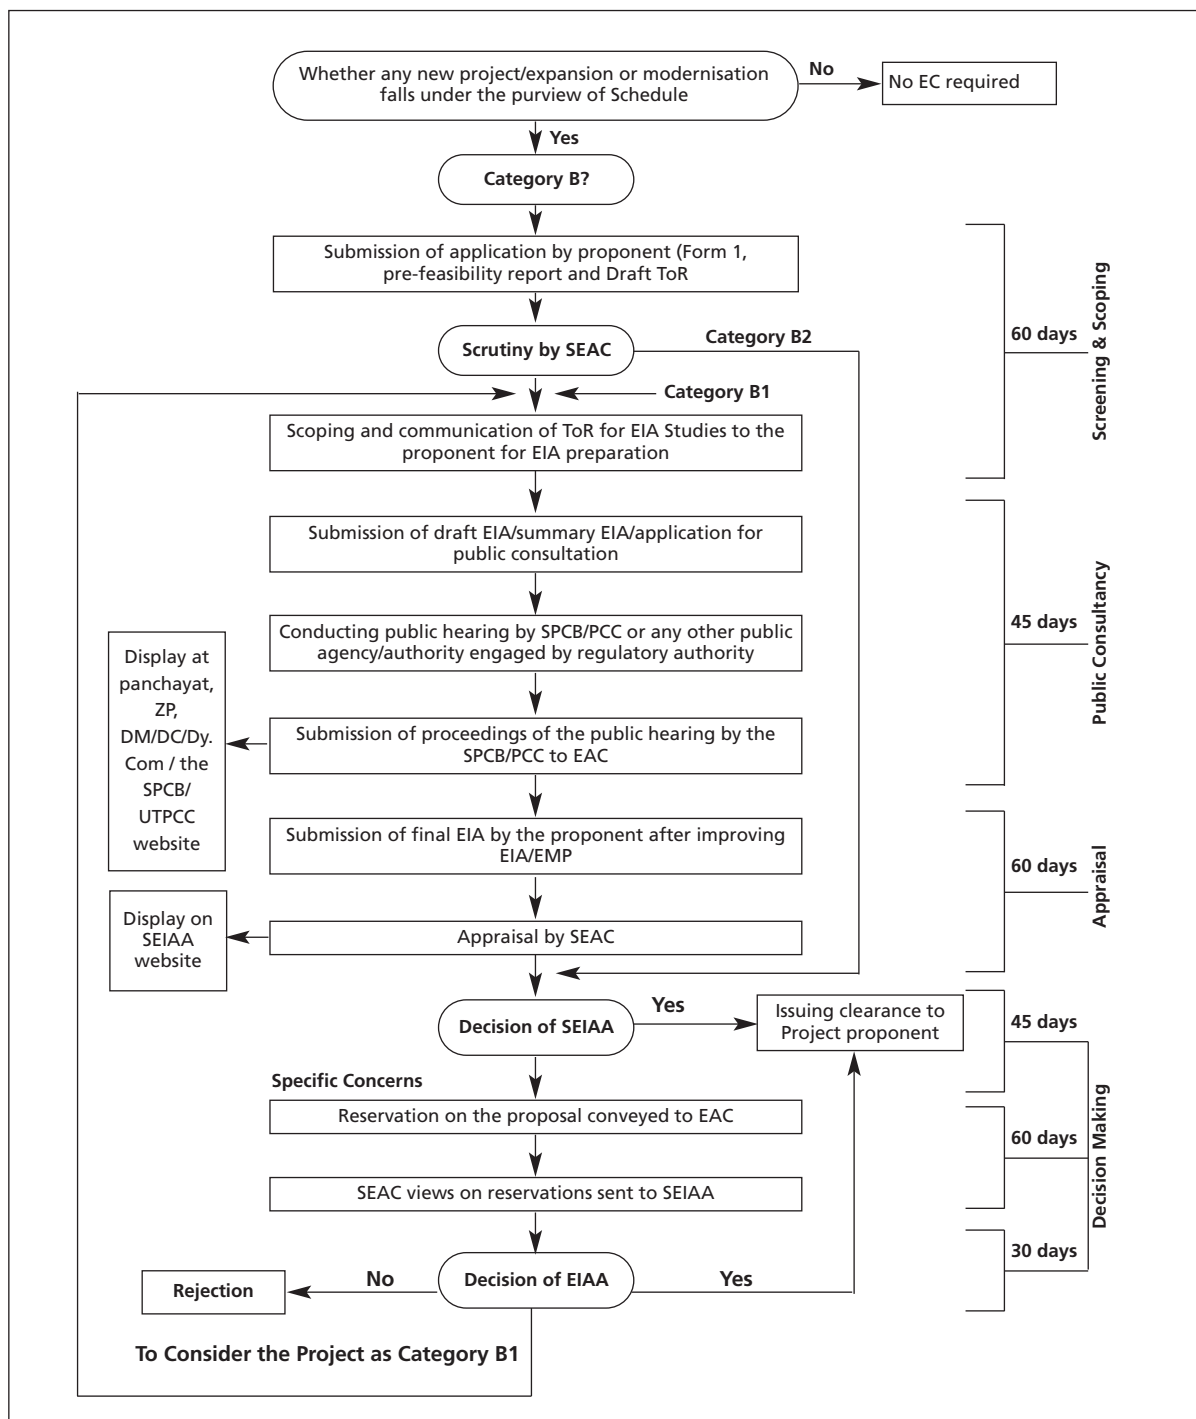 Whether any new project/expansion or modernisation
falls under the purview of Schedule
No
No EC required
Yes
Category B?
Submission of application by proponent (Form 1,
pre-feasibility report and Draft ToR
Scrutiny by SEAC
Category B2
60 days
Screening & Scoping
Category B1
Scoping and communication of ToR for EIA Studies to the
proponent for EIA preparation
Submission of draft EIA/summary EIA/application for
public consultation
45 days
Public Consultancy
Conducting public hearing by SPCB/PCC or any other public
agency/authority engaged by regulatory authority
Display at
panchayat,
ZP,
DM/DC/Dy.
Com / the
SPCB/
UTPCC
website
Submission of proceedings of the public hearing by the
SPCB/PCC to EAC
Submission of final EIA by the proponent after improving
EIA/EMP
60 days
Appraisal
Display on
SEIAA
website
Appraisal by SEAC
Decision of SEIAA
Yes
Issuing clearance to
Project proponent
45 days
Specific Concerns
Reservation on the proposal conveyed to EAC
60 days
Decision Making
SEAC views on reservations sent to SEIAA
30 days
Decision of EIAA
No
Rejection
Yes
To Consider the Project as Category B1